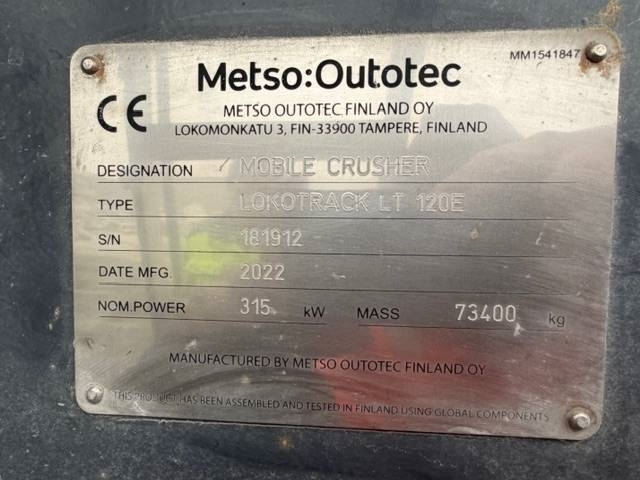 MM1541847
Metso:Outotec
CE
METSO OUTOTEC FINLAND OY
LOKOMONKATU 3, FIN-33900 TAMPERE, FINLAND
DESIGNATION MOBILE CRUSHER
TYPE LOKOTRACK LT 120E
S/N 181912
DATE MFG. 2022
NOM.POWER 315 kW MASS 73400 kg
MANUFACTURED BY METSO OUTOTEC FINLAND OY
THIS PRODUCT HAS BEEN ASSEMBLED AND TESTED IN FINLAND USING GLOBAL COMPONENTS